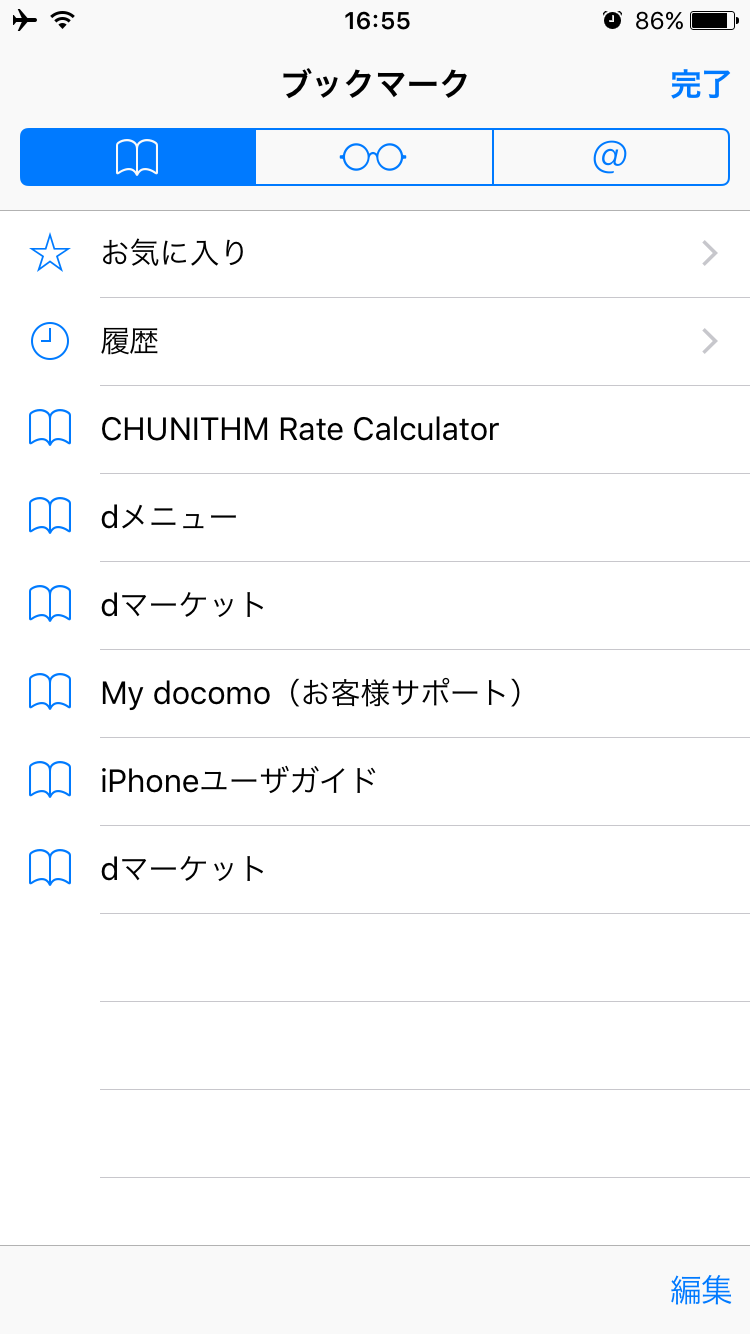 16:55
86%
ブックマーク
完了
@
お気に入り
履歴
CHUNITHM Rate Calculator
dメニュー
dマーケット
My docomo（お客様サポート）
iPhoneユーザガイド
dマーケット
編集